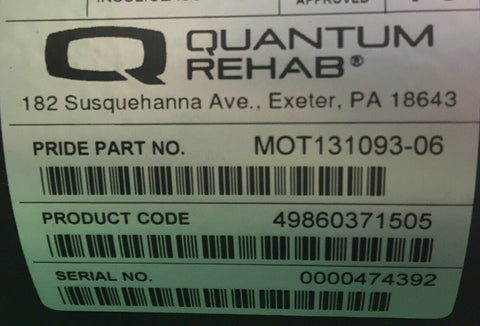 APPROVED
QUANTUM
REHAB®
182 Susquehanna Ave., Exeter, PA 18643
PRIDE PART NO. MOT131093-06
PRODUCT CODE 49860371505
SERIAL NO. 0000474392